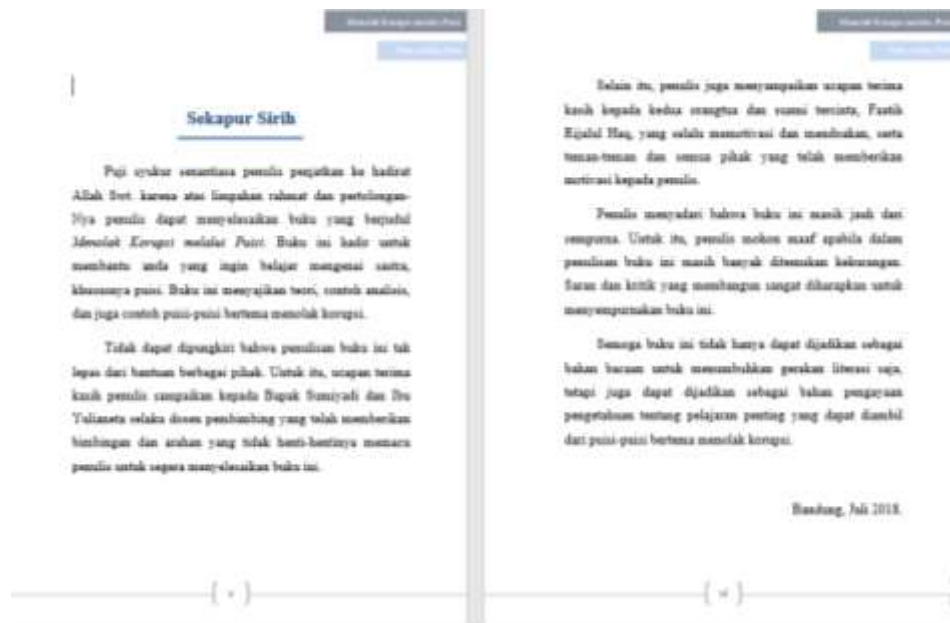 Menolak Korupsi melalui Puisi
Sekapur Sirih
Puji syukur senantiasa penulis panjatkan ke hadirat
Allah Swt. karena atas limpahan rahmat dan pertolongan-
Nya penulis dapat menyelesaikan buku yang berjudul
Menolak Korupsi melalui Puisi. Buku ini hadir untuk
membantu anda yang ingin belajar mengenai sastra,
khususnya puisi. Buku ini menyajikan teori, contoh analisis,
dan juga contoh puisi-puisi bertema menolak korupsi.
Tidak dapat dipungkiri bahwa penulisan buku ini tak
lepas dari bantuan berbagai pihak. Untuk itu, ucapan terima
kasih penulis sampaikan kepada Bapak Sumiyadi dan Ibu
Yulianeta selaku dosen pembimbing yang telah memberikan
bimbingan dan arahan yang tidak henti-hentinya memacu
penulis untuk segera menyelesaikan buku ini.
v
Menolak Korupsi melalui Puisi
Selain itu, penulis juga menyampaikan ucapan terima
kasih kepada kedua orangtua dan suami tercinta, Faatih
Rijalul Haq, yang selalu memotivasi dan mendoakan, serta
teman-teman dan semua pihak yang telah memberikan
motivasi kepada penulis.
Penulis menyadari bahwa buku ini masih jauh dari
sempurna. Untuk itu, penulis mohon maaf apabila dalam
penulisan buku ini masih banyak ditemukan kekurangan.
Saran dan kritik yang membangun sangat diharapkan untuk
menyempurnakan buku ini.
Semoga buku ini tidak hanya dapat dijadikan sebagai
bahan bacaan untuk menumbuhkan gerakan literasi saja,
tetapi juga dapat dijadikan sebagai bahan pengayaan
pengetahuan tentang pelajaran penting yang dapat diambil
dari puisi-puisi bertema menolak korupsi.
Bandung, Juli 2018.
vi